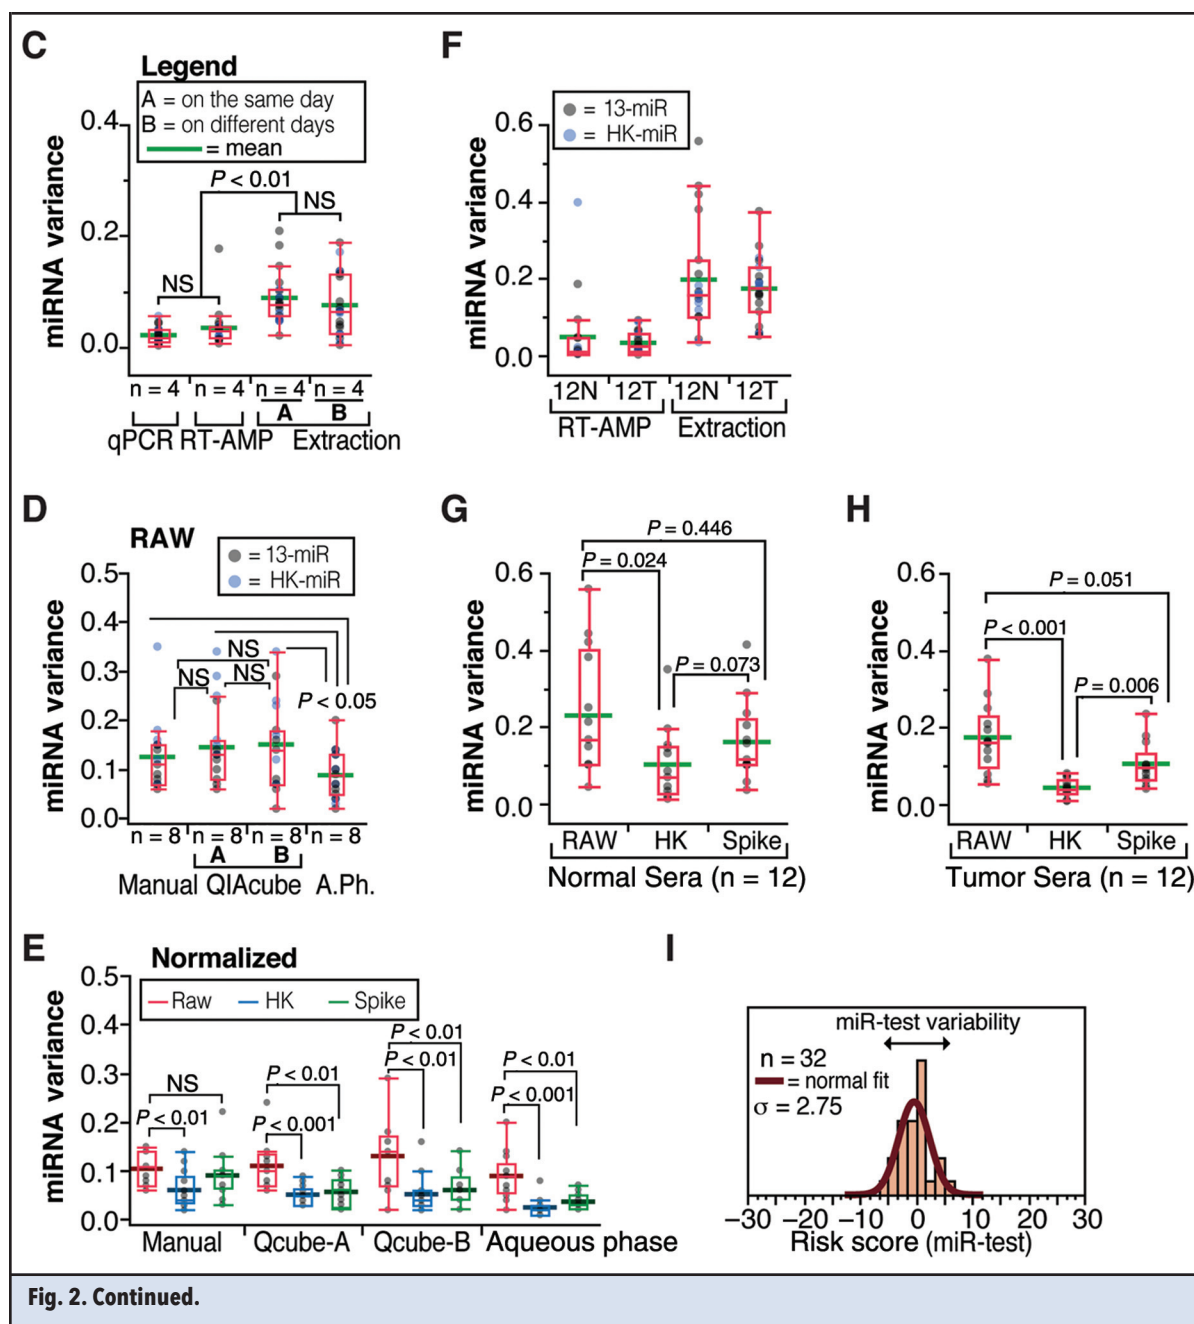 C
Legend
A = on the same day
B = on different days
= mean
miRNA variance
0.4
0.2
0.0
P < 0.01
NS
NS
n = 4 n = 4 n = 4 n = 4
A B
qPCR RT-AMP Extraction
F
= 13-miR
= HK-miR
miRNA variance
0.6
0.4
0.2
0.0
12N 12T 12N 12T
RT-AMP Extraction
D
RAW
= 13-miR
= HK-miR
miRNA variance
0.5
0.4
0.3
0.2
0.1
0.0
NS
NS NS
P < 0.05
n = 8 n = 8 n = 8 n = 8
A B
Manual QIAcube A.Ph.
G
miRNA variance
0.6
0.4
0.2
0.0
P = 0.446
P = 0.024
P = 0.073
RAW HK Spike
Normal Sera (n = 12)
H
miRNA variance
0.6
0.4
0.2
0.0
P = 0.051
P < 0.001
P = 0.006
RAW HK Spike
Tumor Sera (n = 12)
E
Normalized
Raw HK Spike
miRNA variance
0.5
0.4
0.3
0.2
0.1
0.0
NS
P < 0.01
P < 0.01
P < 0.001
P < 0.01
P < 0.01
P < 0.01
P < 0.001
Manual Qcube-A Qcube-B Aqueous phase
I
miR-test variability
n = 32
= normal fit
σ = 2.75
−30 −20 −10 0 10 20 30
Risk score (miR-test)
Fig. 2. Continued.